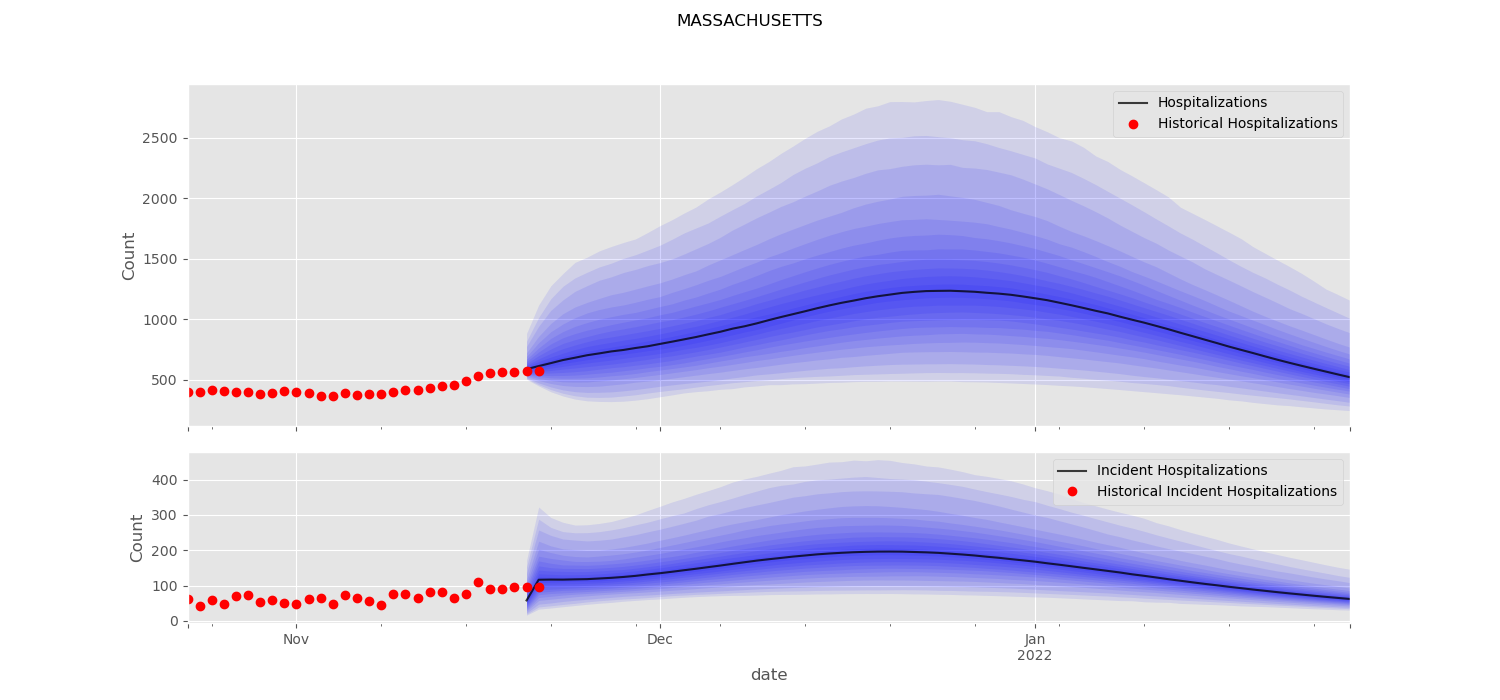 MASSACHUSETTS
Hospitalizations
Historical Hospitalizations
2500
2000
1500
1000
500
Count
Incident Hospitalizations
Historical Incident Hospitalizations
400
300
200
100
0
Count
Nov
Dec
Jan
2022
date